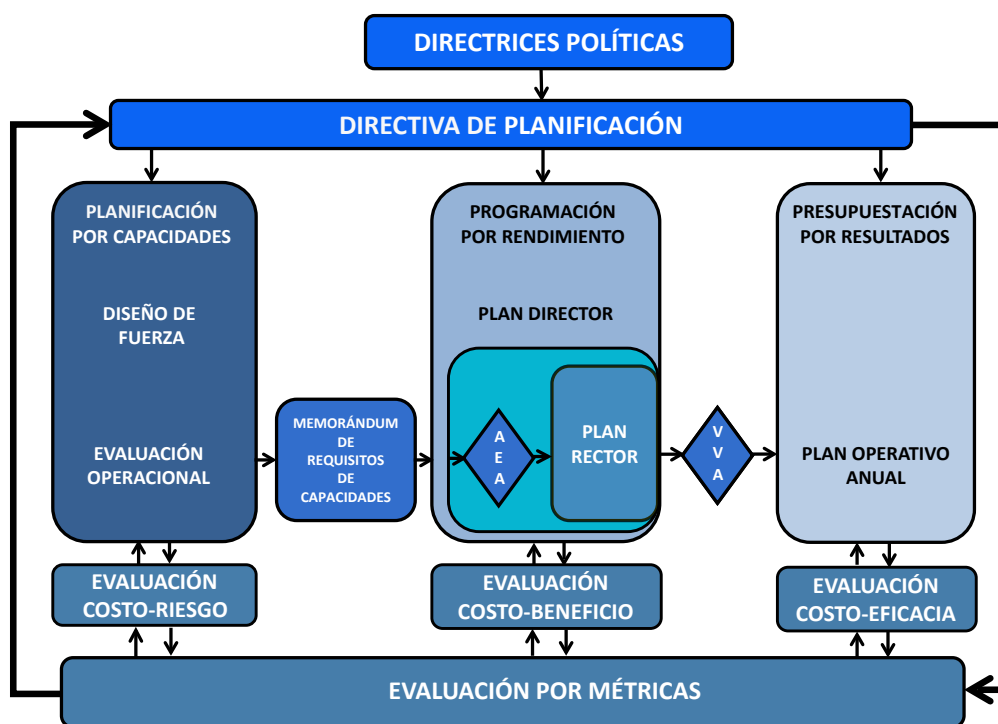 DIRECTRICES POLÍTICAS
DIRECTIVA DE PLANIFICACIÓN
PLANIFICACIÓN
POR CAPACIDADES
DISEÑO DE
FUERZA
EVALUACIÓN
OPERACIONAL
MEMORÁNDUM
DE
REQUISITOS
DE
CAPACIDADES
PROGRAMACIÓN
POR RENDIMIENTO
PLAN DIRECTOR
A
E
A
PLAN
RECTOR
V
V
A
PRESUPUESTACIÓN
POR RESULTADOS
PLAN OPERATIVO
ANUAL
EVALUACIÓN
COSTO-RIESGO
EVALUACIÓN
COSTO-BENEFICIO
EVALUACIÓN
COSTO-EFICACIA
EVALUACIÓN POR MÉTRICAS